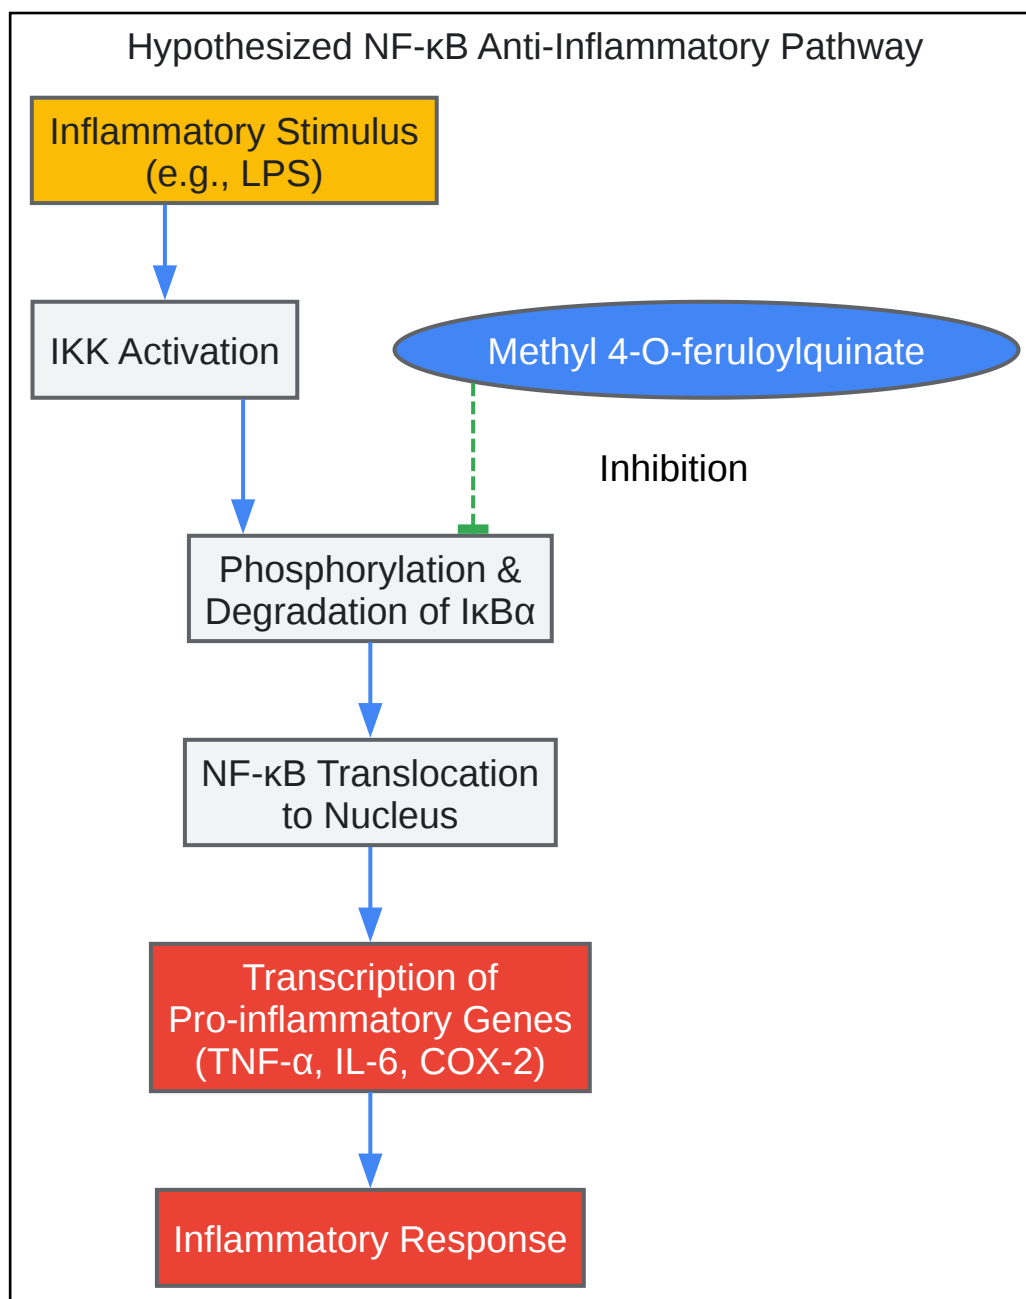 Hypothesized NF-κB Anti-Inflammatory Pathway
Inflammatory Stimulus
(e.g., LPS)
IKK Activation
Methyl 4-O-feruloylquinate
Inhibition
Phosphorylation &
Degradation of IκBα
NF-κB Translocation
to Nucleus
Transcription of
Pro-inflammatory Genes
(TNF-α, IL-6, COX-2)
Inflammatory Response